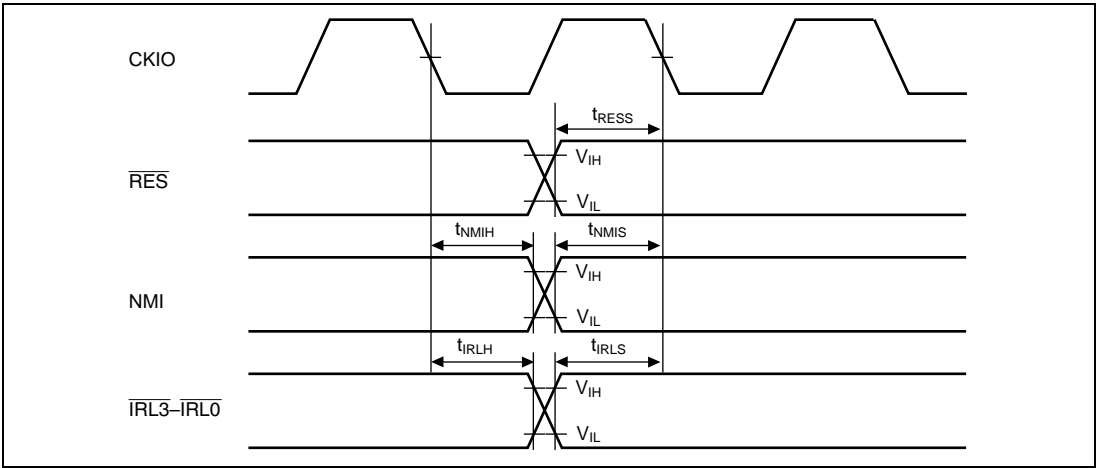 CKIO
tRESS
VIH
RES
VIL
tNMIH tNMIS
VIH
NMI
VIL
tIRLH tIRLS
VIH
IRL3–IRL0
VIL